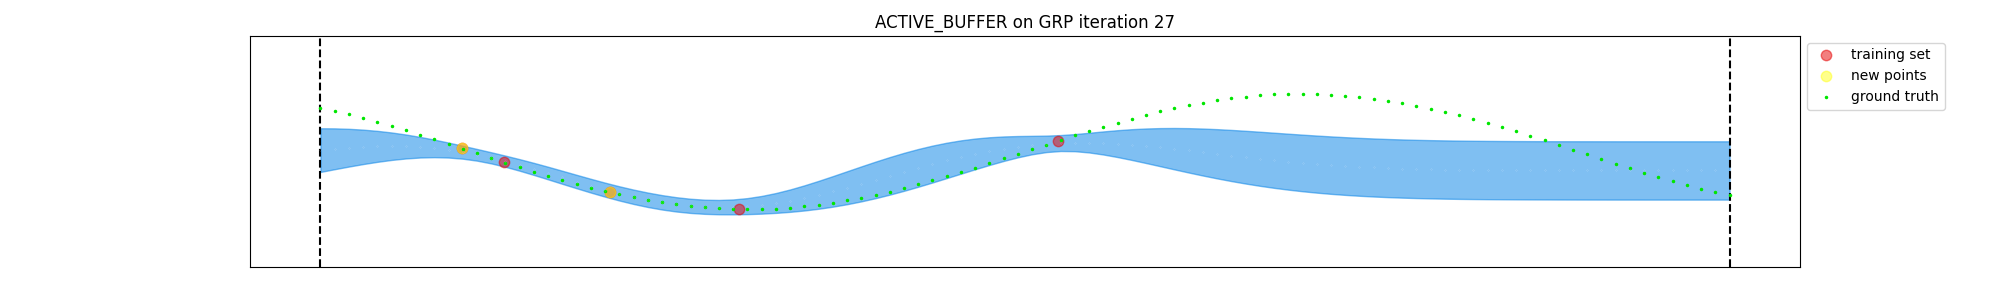 ACTIVE_BUFFER on GRP iteration 27
training set
new points
ground truth